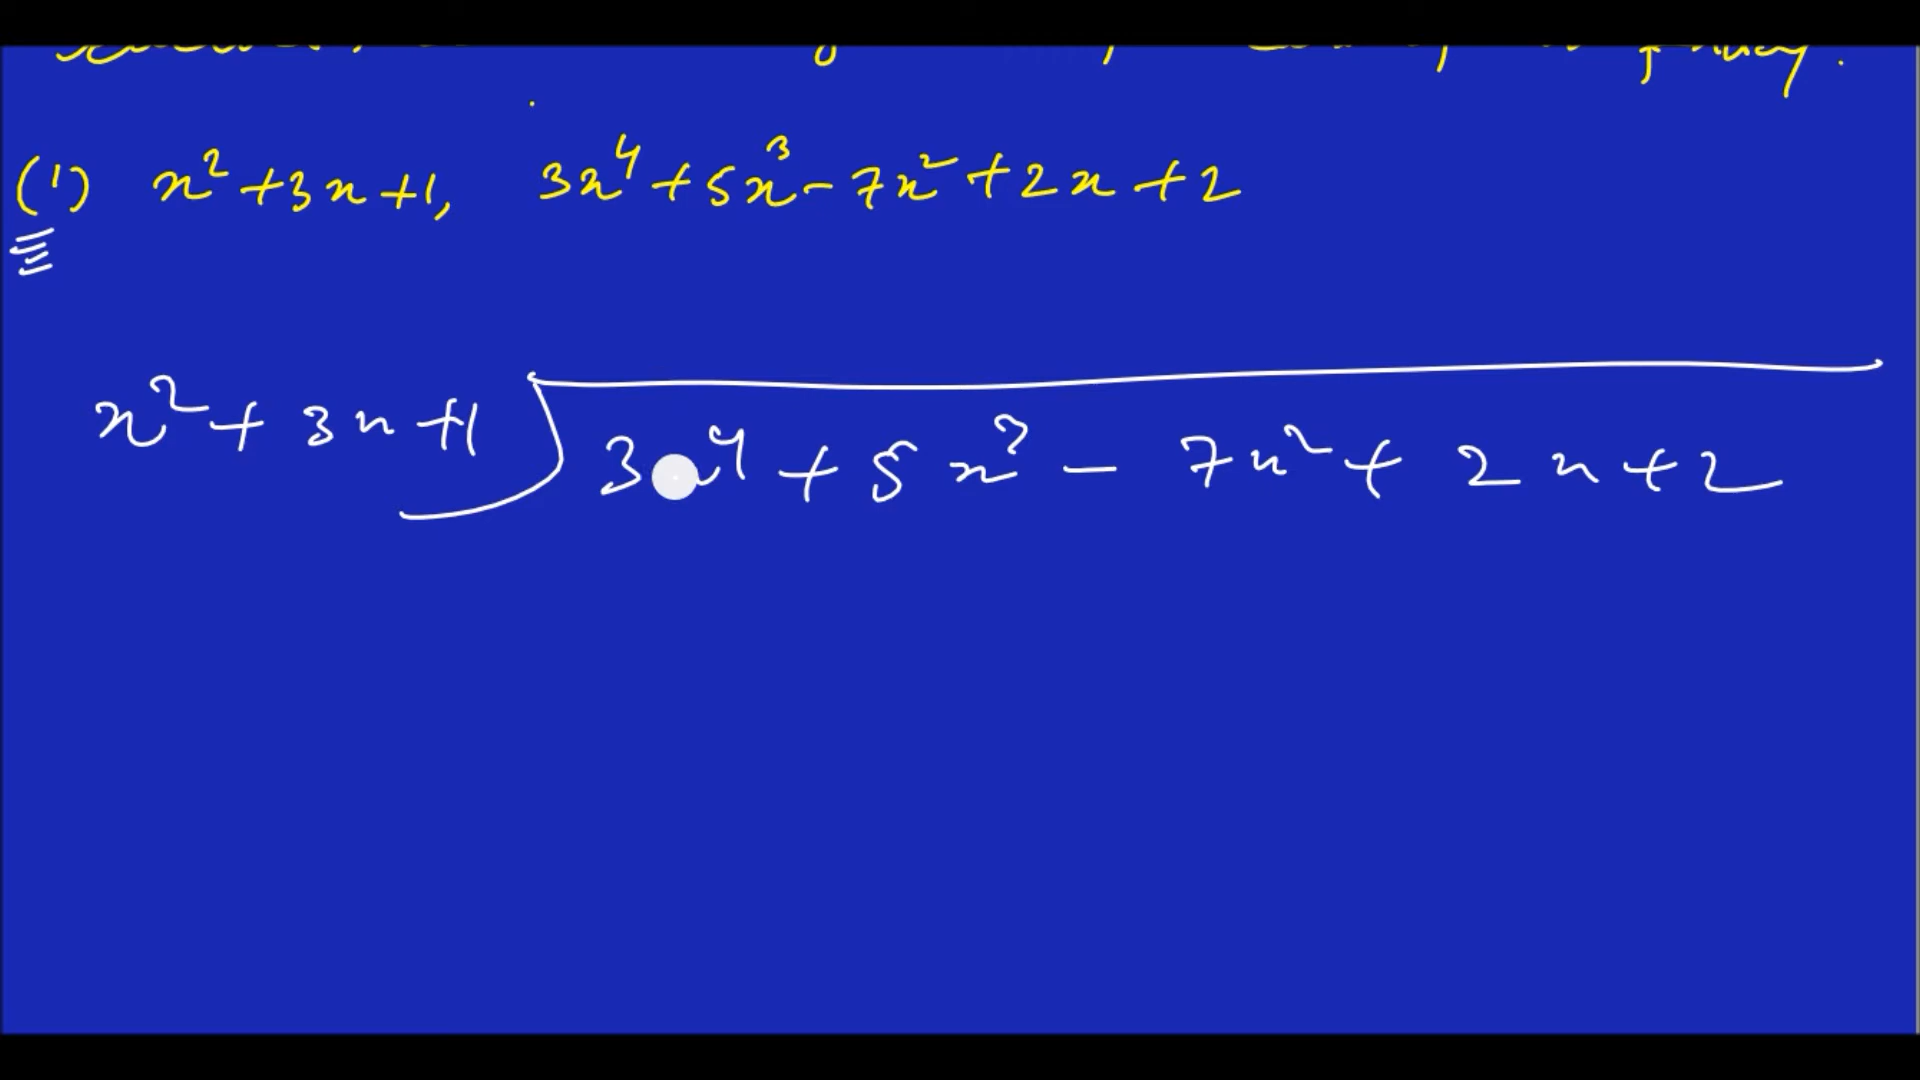 (1) x² + 3x + 1, 3x⁴ + 5x³ - 7x² + 2x + 2
x² + 3x + 1 ) 3x⁴ + 5x³ - 7x² + 2x + 2